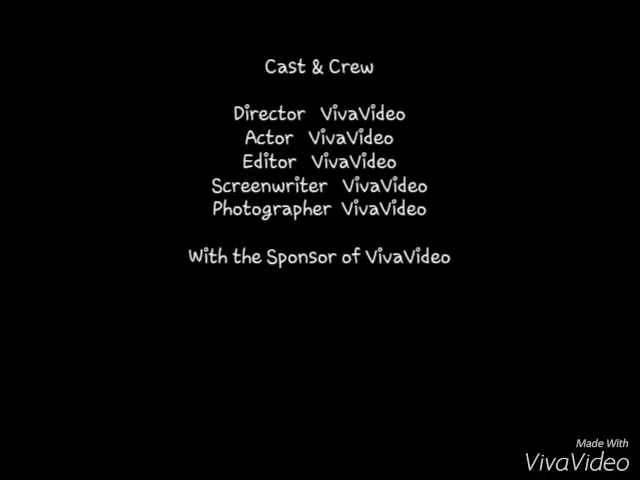 Cast & Crew
Director VivaVideo
Actor VivaVideo
Editor VivaVideo
Screenwriter VivaVideo
Photographer VivaVideo
With the Sponsor of VivaVideo
Made With
VivaVideo